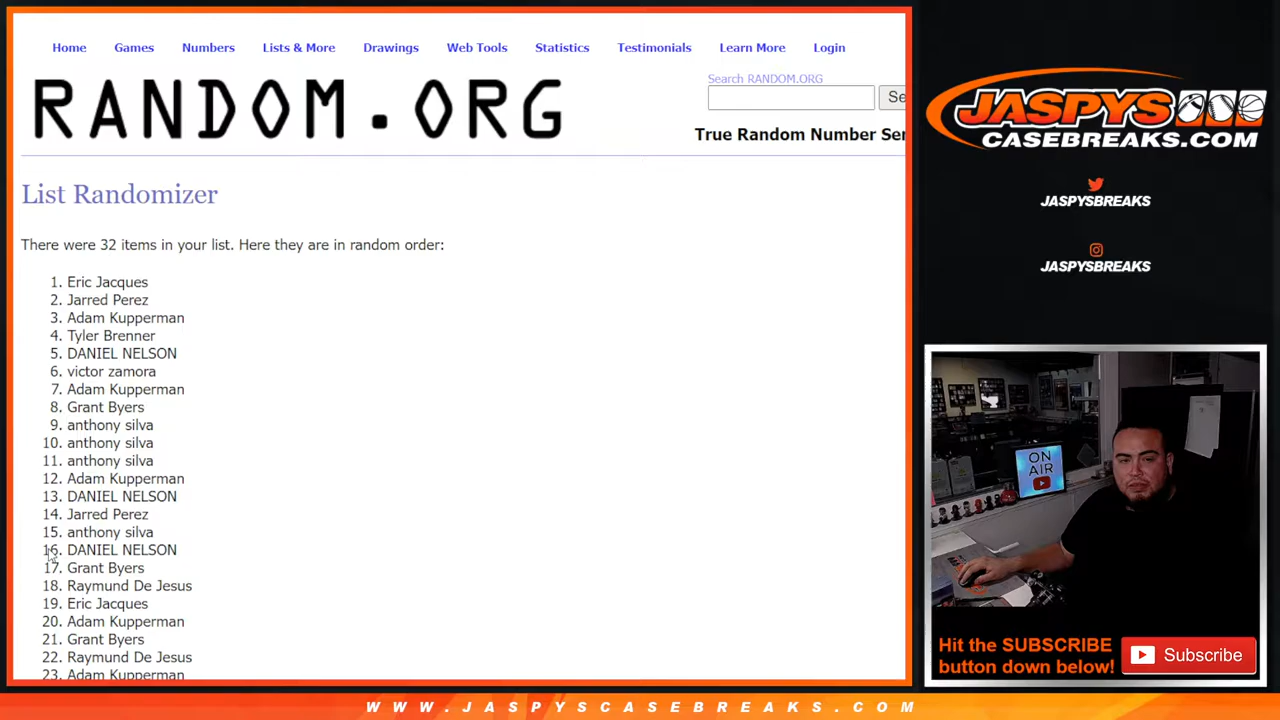 Home Games Numbers Lists & More Drawings Web Tools Statistics Testimonials Learn More Login
RANDOM.ORG
Search RANDOM.ORG
Se
True Random Number Ser
List Randomizer
There were 32 items in your list. Here they are in random order:
1. Eric Jacques
2. Jarred Perez
3. Adam Kupperman
4. Tyler Brenner
5. DANIEL NELSON
6. victor zamora
7. Adam Kupperman
8. Grant Byers
9. anthony silva
10. anthony silva
11. anthony silva
12. Adam Kupperman
13. DANIEL NELSON
14. Jarred Perez
15. anthony silva
16. DANIEL NELSON
17. Grant Byers
18. Raymund De Jesus
19. Eric Jacques
20. Adam Kupperman
21. Grant Byers
22. Raymund De Jesus
23. Adam Kupperman
JASPYS
CASEBREAKS.COM
JASPYSBREAKS
JASPYSBREAKS
ON
AIR
Hit the SUBSCRIBE
button down below!
Subscribe
WWW.JASPYSCASEBREAKS.COM